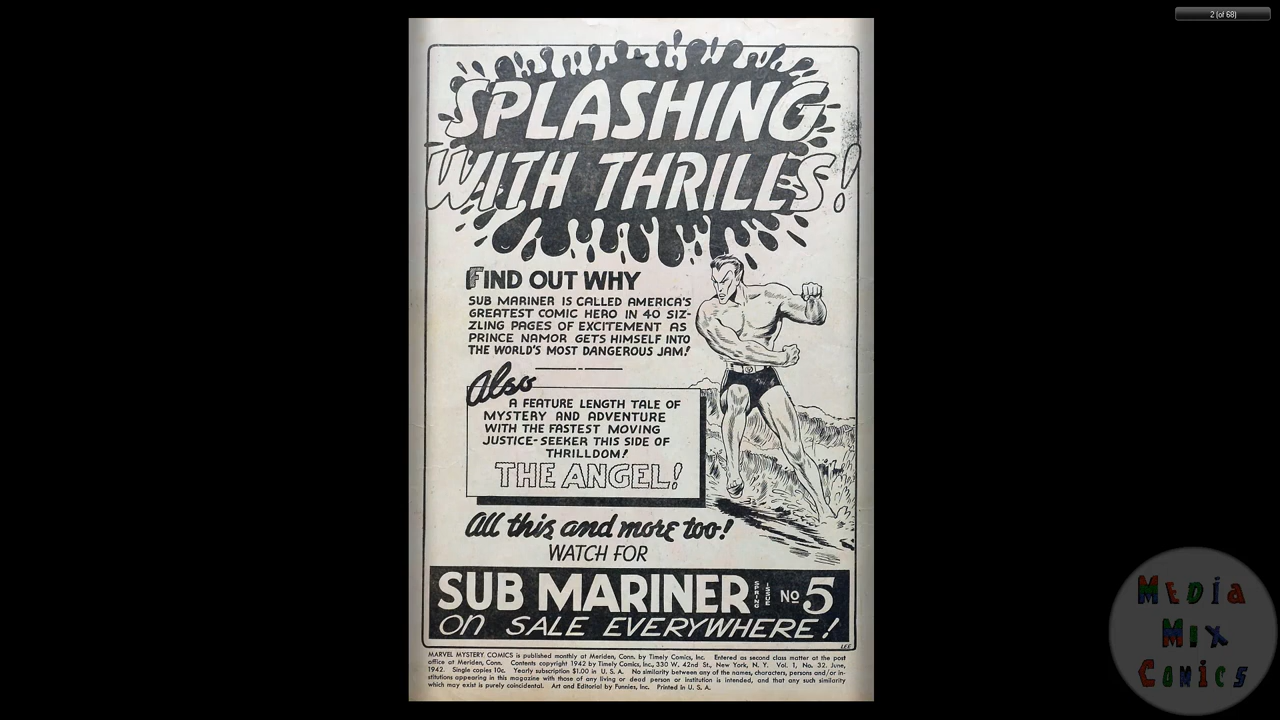 2 (of 68)
SPLASHING
WITH THRILLS!
FIND OUT WHY
SUB MARINER IS CALLED AMERICA'S
GREATEST COMIC HERO IN 40 SIZ-
ZLING PAGES OF EXCITEMENT AS
PRINCE NAMOR GETS HIMSELF INTO
THE WORLD'S MOST DANGEROUS JAM!
Also
A FEATURE LENGTH TALE OF
MYSTERY AND ADVENTURE
WITH THE FASTEST MOVING
JUSTICE-SEEKER THIS SIDE OF
THRILLDOM!
THE ANGEL!
All this and more too!
WATCH FOR
SUB MARINER SPRING ISSUE No 5
ON SALE EVERYWHERE!
LEE
MARVEL MYSTERY COMICS is published monthly at Meriden, Conn. by Timely Comics, Inc. Entered as second class matter at the post
office at Meriden, Conn. Contents copyright 1942 by Timely Comics, Inc., 330 W. 42nd St., New York, N. Y. Vol. 1, No. 32. June,
1942. Single copies 10c. Yearly subscription $1.00 in U. S. A. No similarity between any of the names, characters, persons and/or in-
stitutions appearing in this magazine with those of any living or dead person or institution is intended, and that any such similarity
which may exist is purely coincidental. Art and Editorial by Funnies, Inc. Printed in U. S. A.
MEDia
Mix
Comics